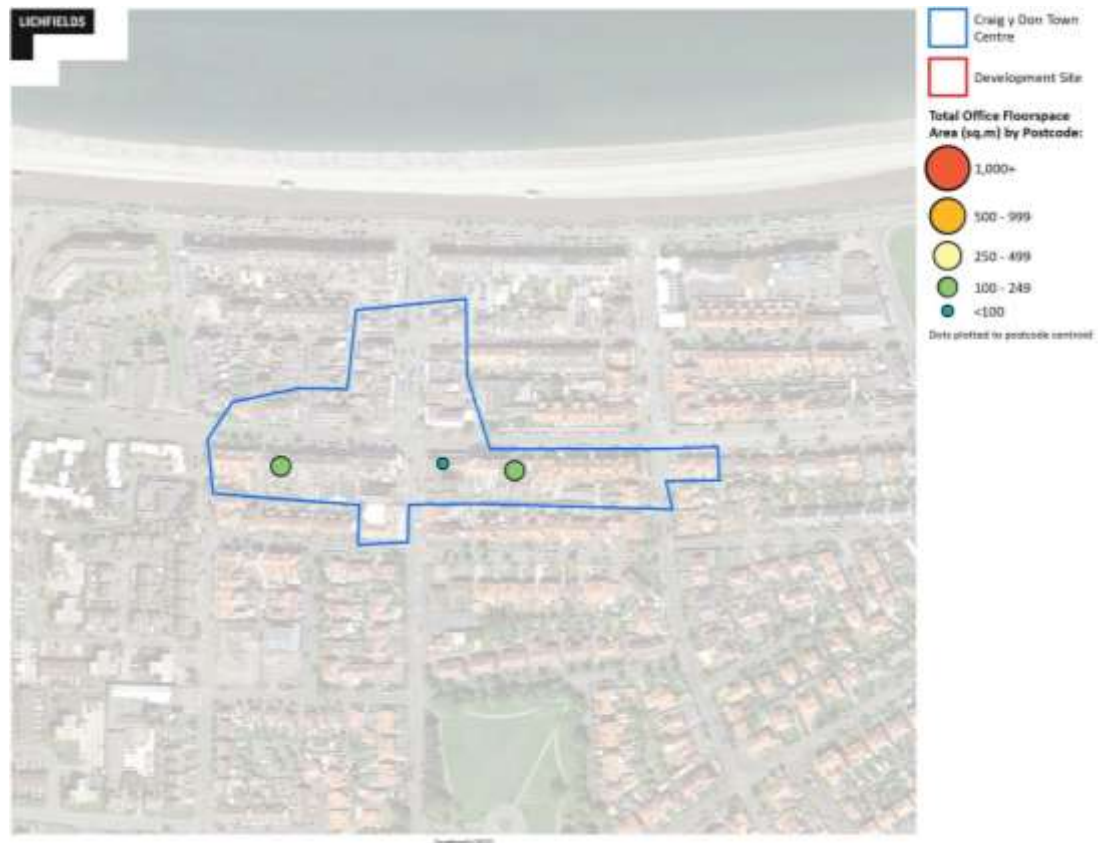 LICHFIELDS
Craig y Don Town
Centre
Development Site
Total Office Floorspace
Area (sq.m) by Postcode:
1,000+
500 - 999
250 - 499
100 - 249
<100
Dots plotted to postcode centroid